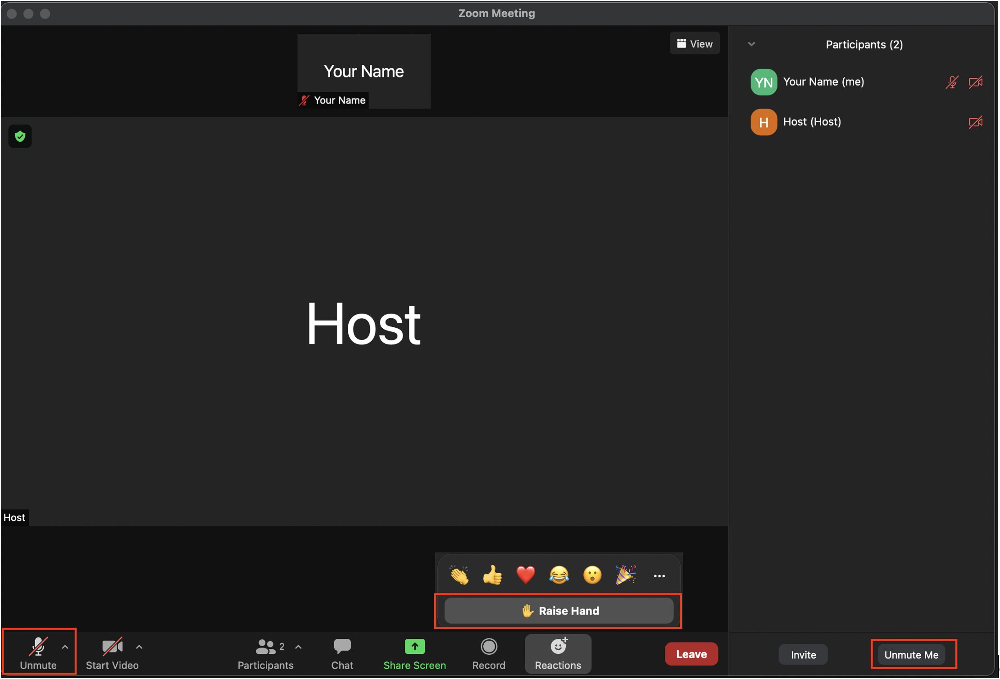 Zoom Meeting
View
Your Name
Your Name
Participants (2)
YN Your Name (me)
H Host (Host)
Host
Host
Raise Hand
Unmute
Start Video
2
Participants
Chat
Share Screen
Record
Reactions
Leave
Invite
Unmute Me